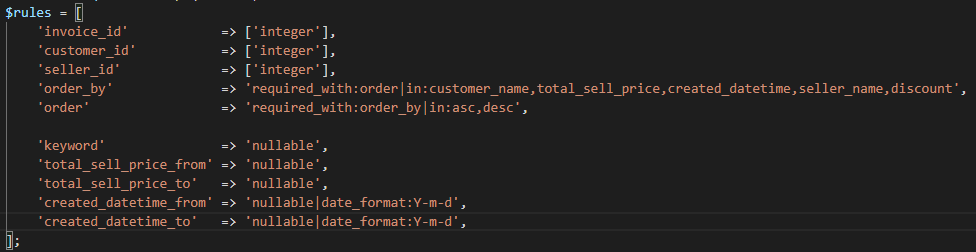 $rules = [
    'invoice_id'            => ['integer'],
    'customer_id'           => ['integer'],
    'seller_id'             => ['integer'],
    'order_by'              => 'required_with:order|in:customer_name,total_sell_price,created_datetime,seller_name,discount',
    'order'                 => 'required_with:order_by|in:asc,desc',

    'keyword'               => 'nullable',
    'total_sell_price_from' => 'nullable',
    'total_sell_price_to'   => 'nullable',
    'created_datetime_from' => 'nullable|date_format:Y-m-d',
    'created_datetime_to'   => 'nullable|date_format:Y-m-d',
];